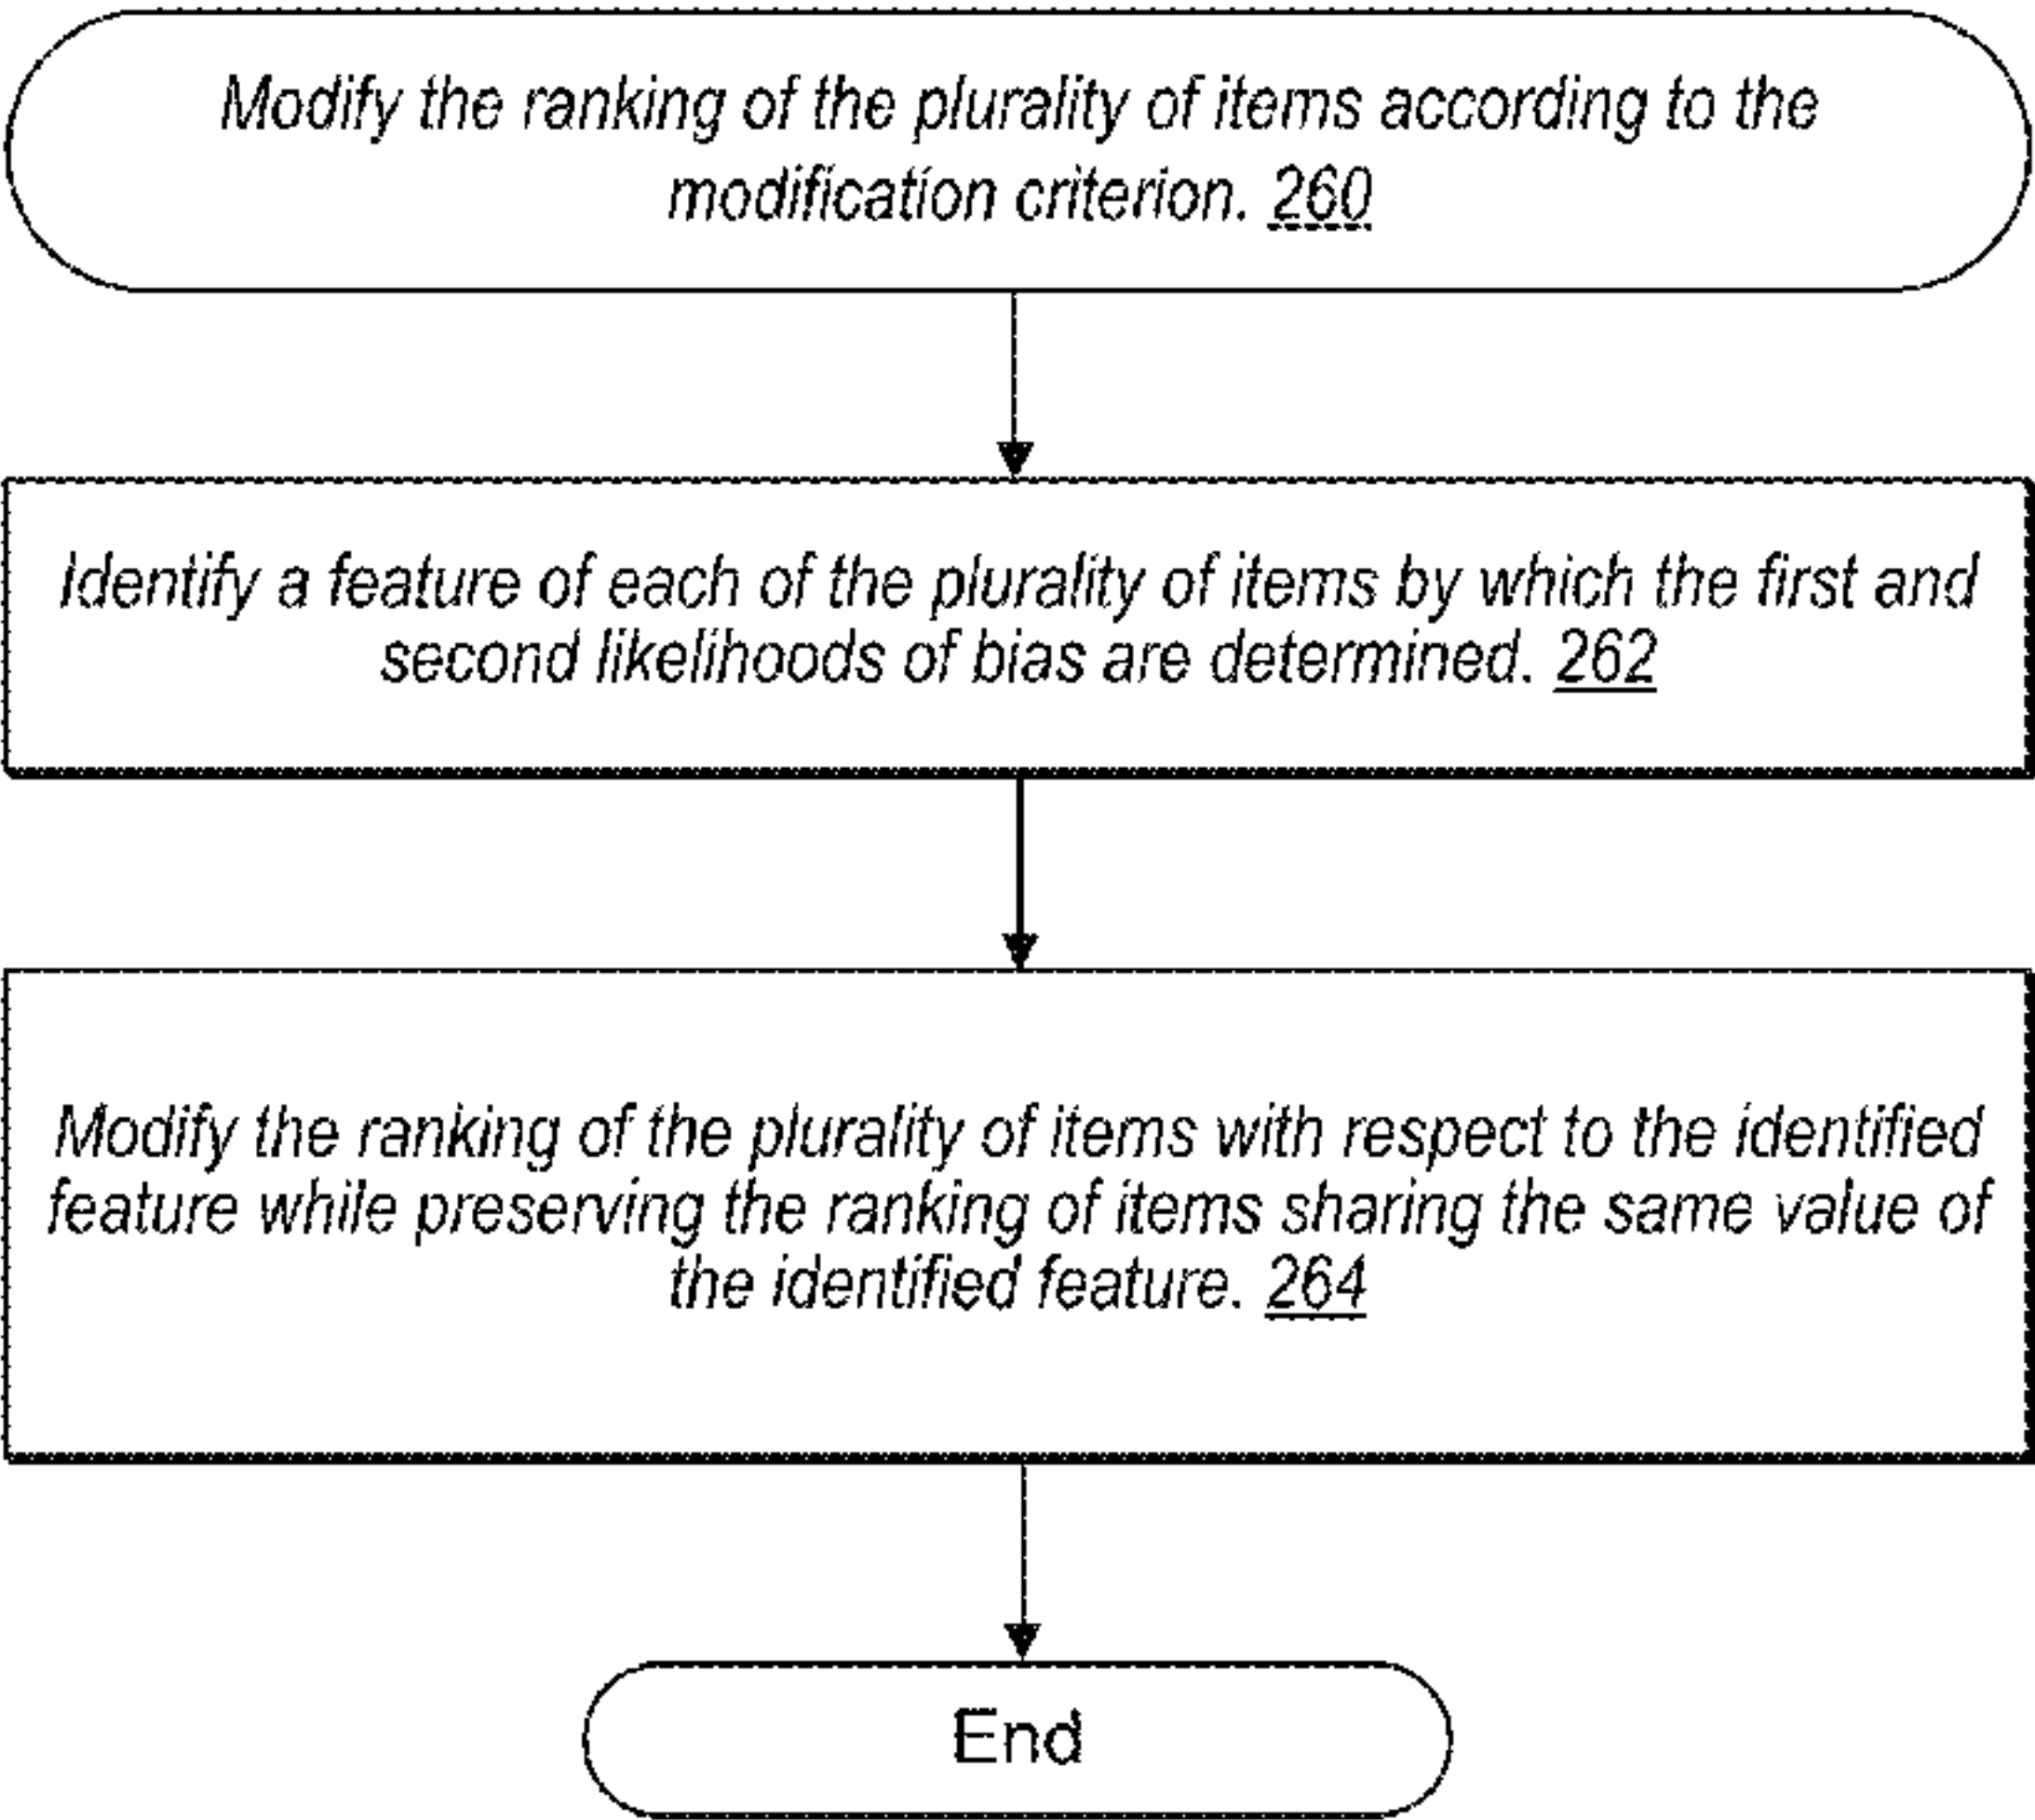 Modify the ranking of the plurality of items according to the
modification criterion. 260
Identify a feature of each of the plurality of items by which the first and
second likelihoods of bias are determined. 262
Modify the ranking of the plurality of items with respect to the identified
feature while preserving the ranking of items sharing the same value of
the identified feature. 264
End